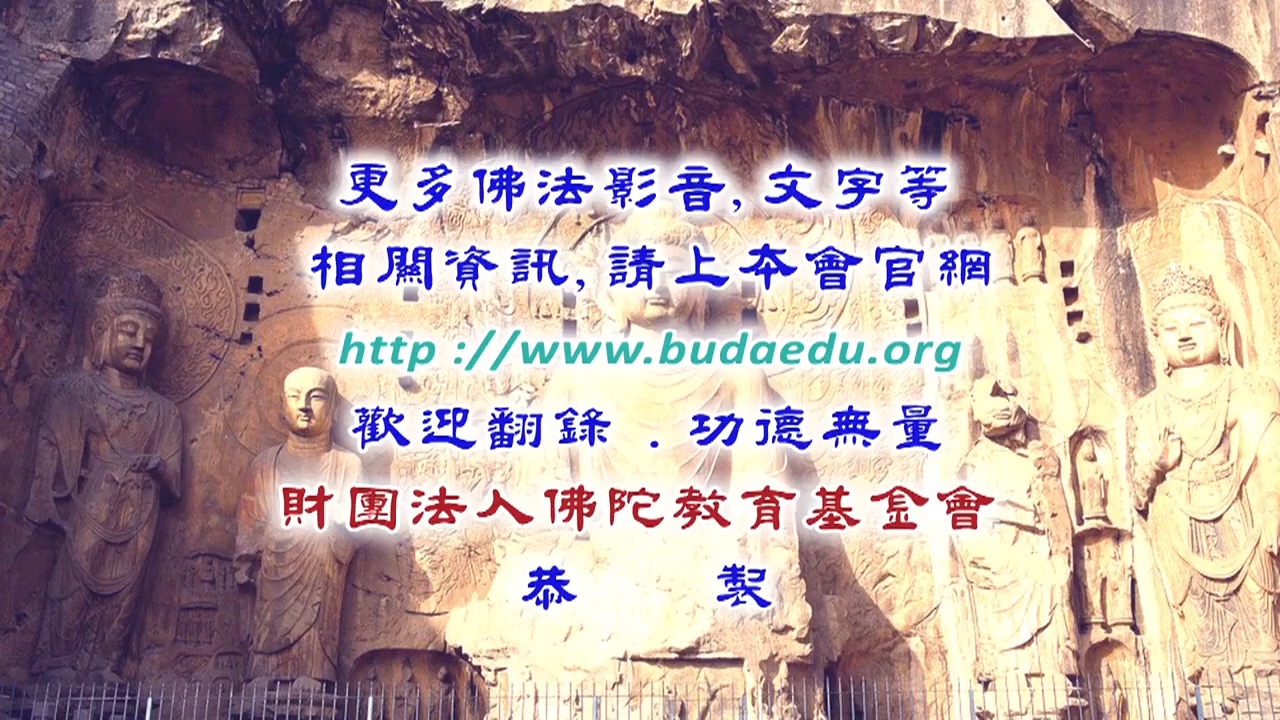 更多佛法影音,文字等
相關資訊,請上本會官網
http ://www.budaedu.org
歡迎翻錄 . 功德無量
財團法人佛陀教育基金會
恭 製